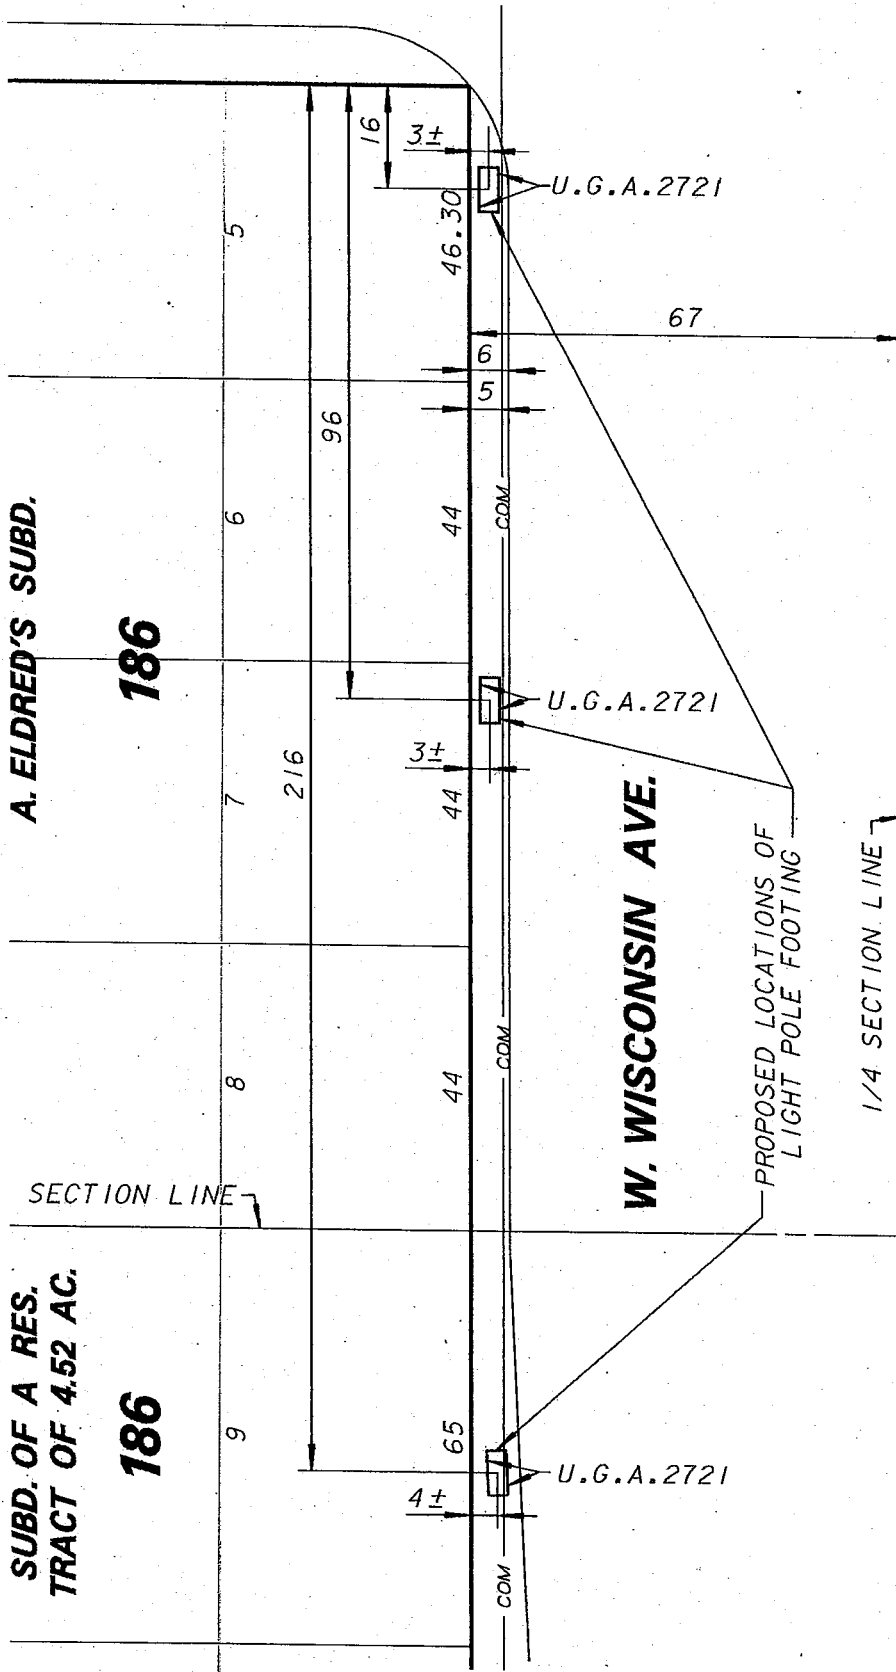 16
3±
U.G.A.2721
46.30
5
67
6
5
96
A. ELDRED'S SUBD.
186
6
44
COM
U.G.A.2721
3±
216
7
44
W. WISCONSIN AVE.
PROPOSED LOCATIONS OF
LIGHT POLE FOOTING
1/4 SECTION LINE
8
44
COM
SECTION LINE
SUBD. OF A RES.
TRACT OF 4.52 AC.
186
9
65
U.G.A.2721
4±
COM